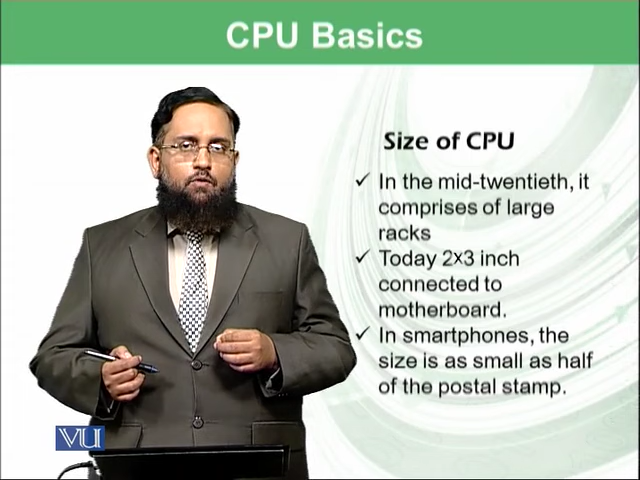 CPU Basics
Size of CPU
✓ In the mid-twentieth, it
comprises of large
racks
✓ Today 2×3 inch
connected to
motherboard.
✓ In smartphones, the
size is as small as half
of the postal stamp.
VU